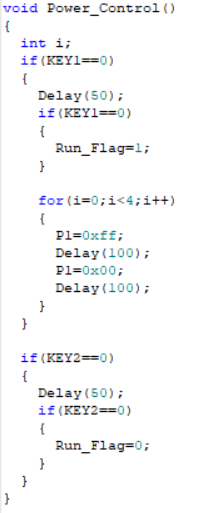 void Power_Control()
{
int i;
if(KEY1==0)
{
Delay(50);
if(KEY1==0)
{
Run_Flag=1;
}
for(i=0;i<4;i++)
{
P1=0xff;
Delay(100);
P1=0x00;
Delay(100);
}
}
if(KEY2==0)
{
Delay(50);
if(KEY2==0)
{
Run_Flag=0;
}
}
}